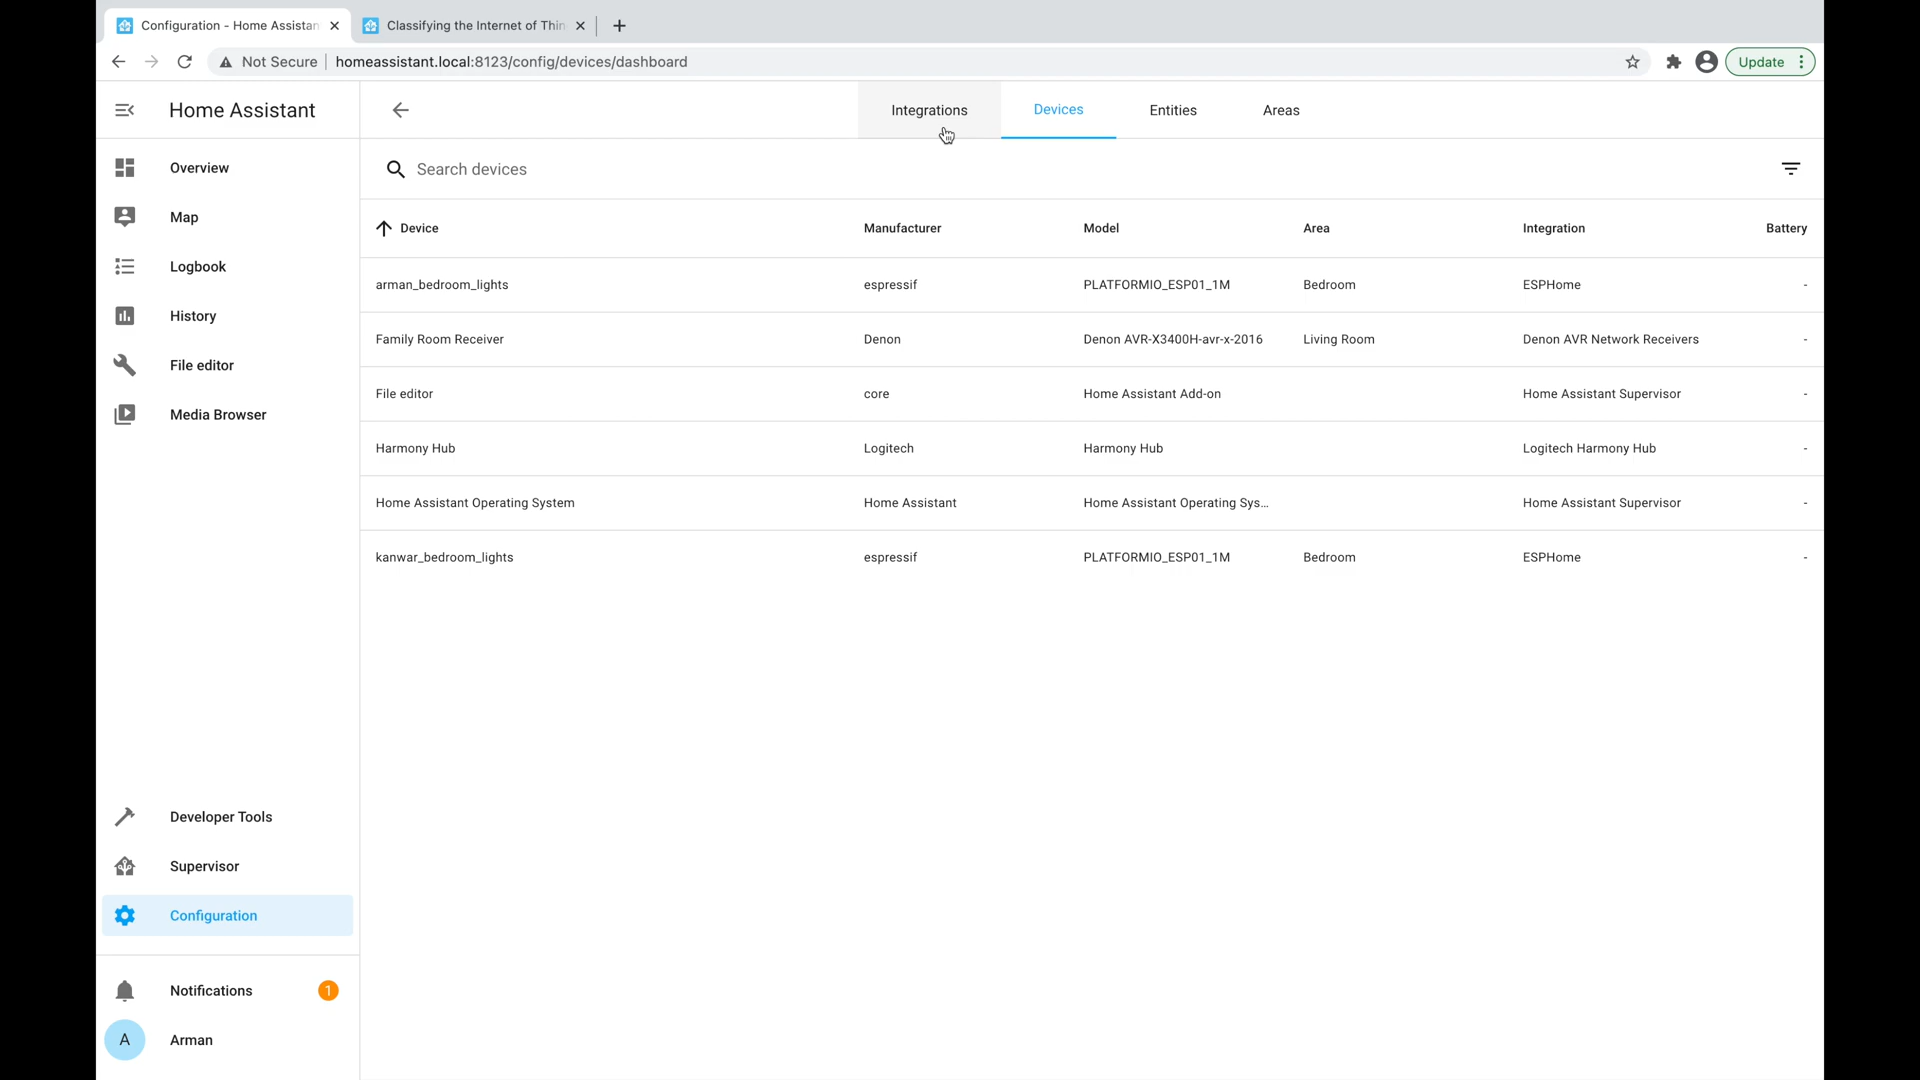 Configuration - Home Assistan
Classifying the Internet of Thin
Not Secure homeassistant.local:8123/config/devices/dashboard
Update
Home Assistant
Integrations Devices Entities Areas
Overview
Map
Logbook
History
File editor
Media Browser
Developer Tools
Supervisor
Configuration
Notifications 1
A Arman
Search devices
Device Manufacturer Model Area Integration Battery
arman_bedroom_lights espressif PLATFORMIO_ESP01_1M Bedroom ESPHome -
Family Room Receiver Denon Denon AVR-X3400H-avr-x-2016 Living Room Denon AVR Network Receivers -
File editor core Home Assistant Add-on Home Assistant Supervisor -
Harmony Hub Logitech Harmony Hub Logitech Harmony Hub -
Home Assistant Operating System Home Assistant Home Assistant Operating Sys... Home Assistant Supervisor -
kanwar_bedroom_lights espressif PLATFORMIO_ESP01_1M Bedroom ESPHome -